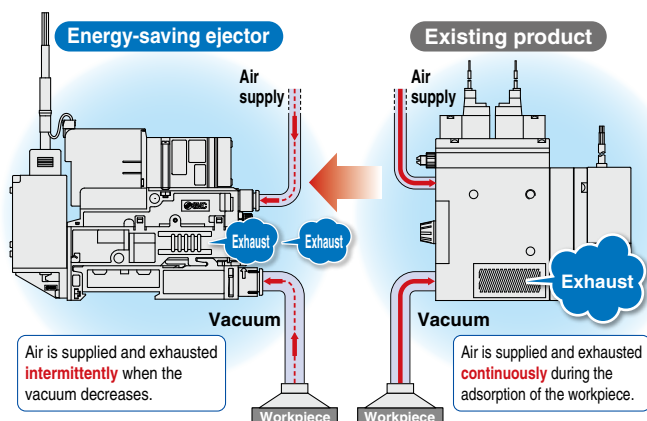 Energy-saving ejector
Existing product
Air
supply
Air
supply
SMC
Exhaust
Exhaust
Exhaust
Vacuum
Vacuum
Air is supplied and exhausted
intermittently when the
vacuum decreases.
Air is supplied and exhausted
continuously during the
adsorption of the workpiece.
Workpiece
Workpiece